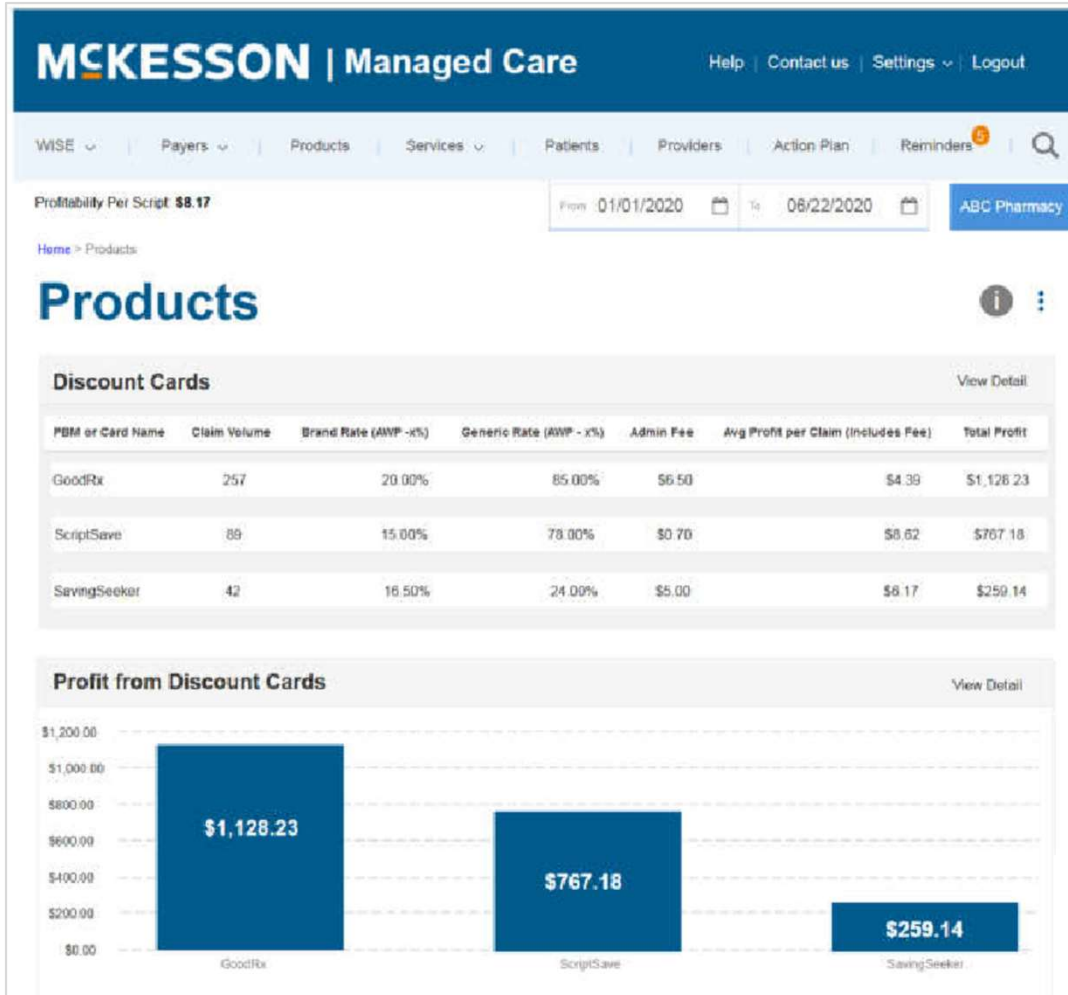 MCKESSON | Managed Care Help | Contact us | Settings | Logout
WISE | Payers | Products | Services | Patients | Providers | Action Plan | Reminders 5 |
Profitability Per Script: $8.17 From 01/01/2020 To 06/22/2020 ABC Pharmacy
Home > Products
Products
Discount Cards View Detail
PBM or Card Name Claim Volume Brand Rate (AWP -x%) Generic Rate (AWP - x%) Admin Fee Avg Profit per Claim (Includes Fee) Total Profit
GoodRx 257 20.00% 85.00% $6.50 $4.39 $1,128.23
ScriptSave 89 15.00% 78.00% $0.70 $8.62 $767.18
SavingSeeker 42 16.50% 24.00% $5.00 $6.17 $259.14
Profit from Discount Cards View Detail
$1,200.00
$1,000.00
$800.00
$600.00
$400.00
$200.00
$0.00
$1,128.23
$767.18
$259.14
GoodRx ScriptSave SavingSeeker